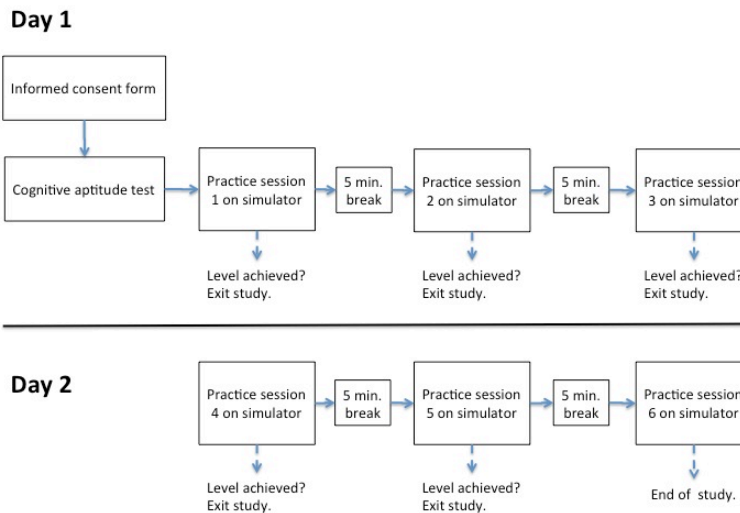 Day 1
Informed consent form
Cognitive aptitude test
Practice session
1 on simulator
5 min.
break
Practice session
2 on simulator
5 min.
break
Practice session
3 on simulator
Level achieved?
Exit study.
Level achieved?
Exit study.
Level achieved?
Exit study.
Day 2
Practice session
4 on simulator
5 min.
break
Practice session
5 on simulator
5 min.
break
Practice session
6 on simulator
Level achieved?
Exit study.
Level achieved?
Exit study.
End of study.